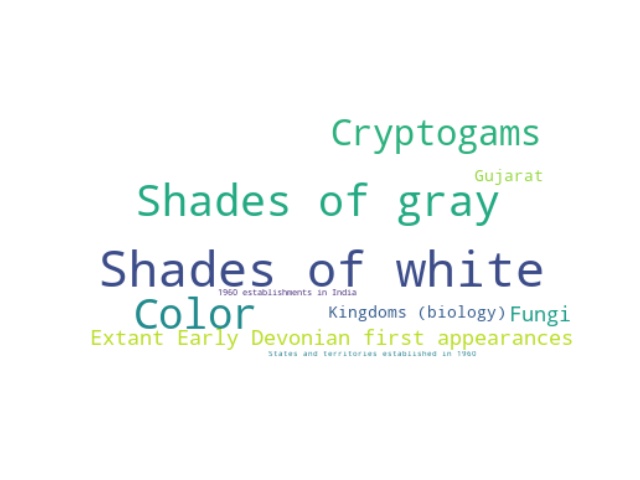 Cryptogams
Gujarat
Shades of gray
Shades of white
1960 establishments in India
Color
Kingdoms (biology)
Fungi
Extant Early Devonian first appearances
States and territories established in 1960